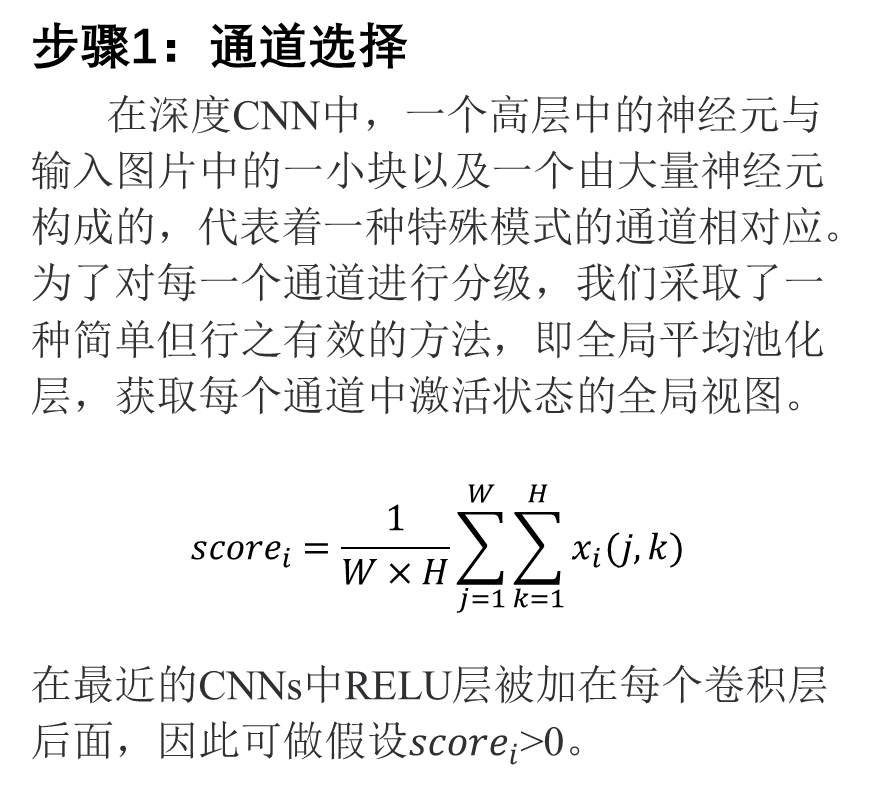 步骤1：通道选择
在深度CNN中，一个高层中的神经元与
输入图片中的一小块以及一个由大量神经元
构成的，代表着一种特殊模式的通道相对应。
为了对每一个通道进行分级，我们采取了一
种简单但行之有效的方法，即全局平均池化
层，获取每个通道中激活状态的全局视图。
score_i = \frac{1}{W × H} \sum_{j=1}^{W} \sum_{k=1}^{H} x_i(j, k)
在最近的CNNs中RELU层被加在每个卷积层
后面，因此可做假设score_i>0。